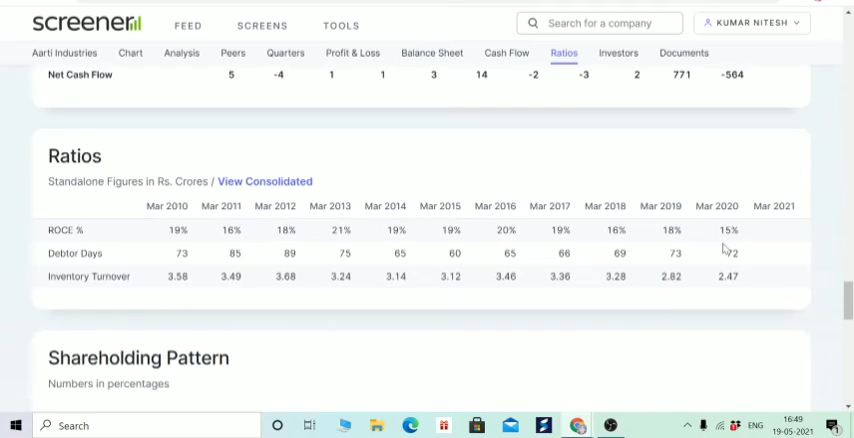 screener FEED SCREENS TOOLS Search for a company KUMAR NITESH
Aarti Industries Chart Analysis Peers Quarters Profit & Loss Balance Sheet Cash Flow Ratios Investors Documents
Net Cash Flow 5 -4 1 1 3 14 -2 -3 2 771 -564
Ratios
Standalone Figures in Rs. Crores / View Consolidated
Mar 2010 Mar 2011 Mar 2012 Mar 2013 Mar 2014 Mar 2015 Mar 2016 Mar 2017 Mar 2018 Mar 2019 Mar 2020 Mar 2021
ROCE % 19% 16% 18% 21% 19% 19% 20% 19% 16% 18% 15%
Debtor Days 73 85 89 75 65 60 65 66 69 73 72
Inventory Turnover 3.58 3.49 3.68 3.24 3.14 3.12 3.46 3.36 3.28 2.82 2.47
Shareholding Pattern
Numbers in percentages
Search ENG 16:49
19-05-2021 1